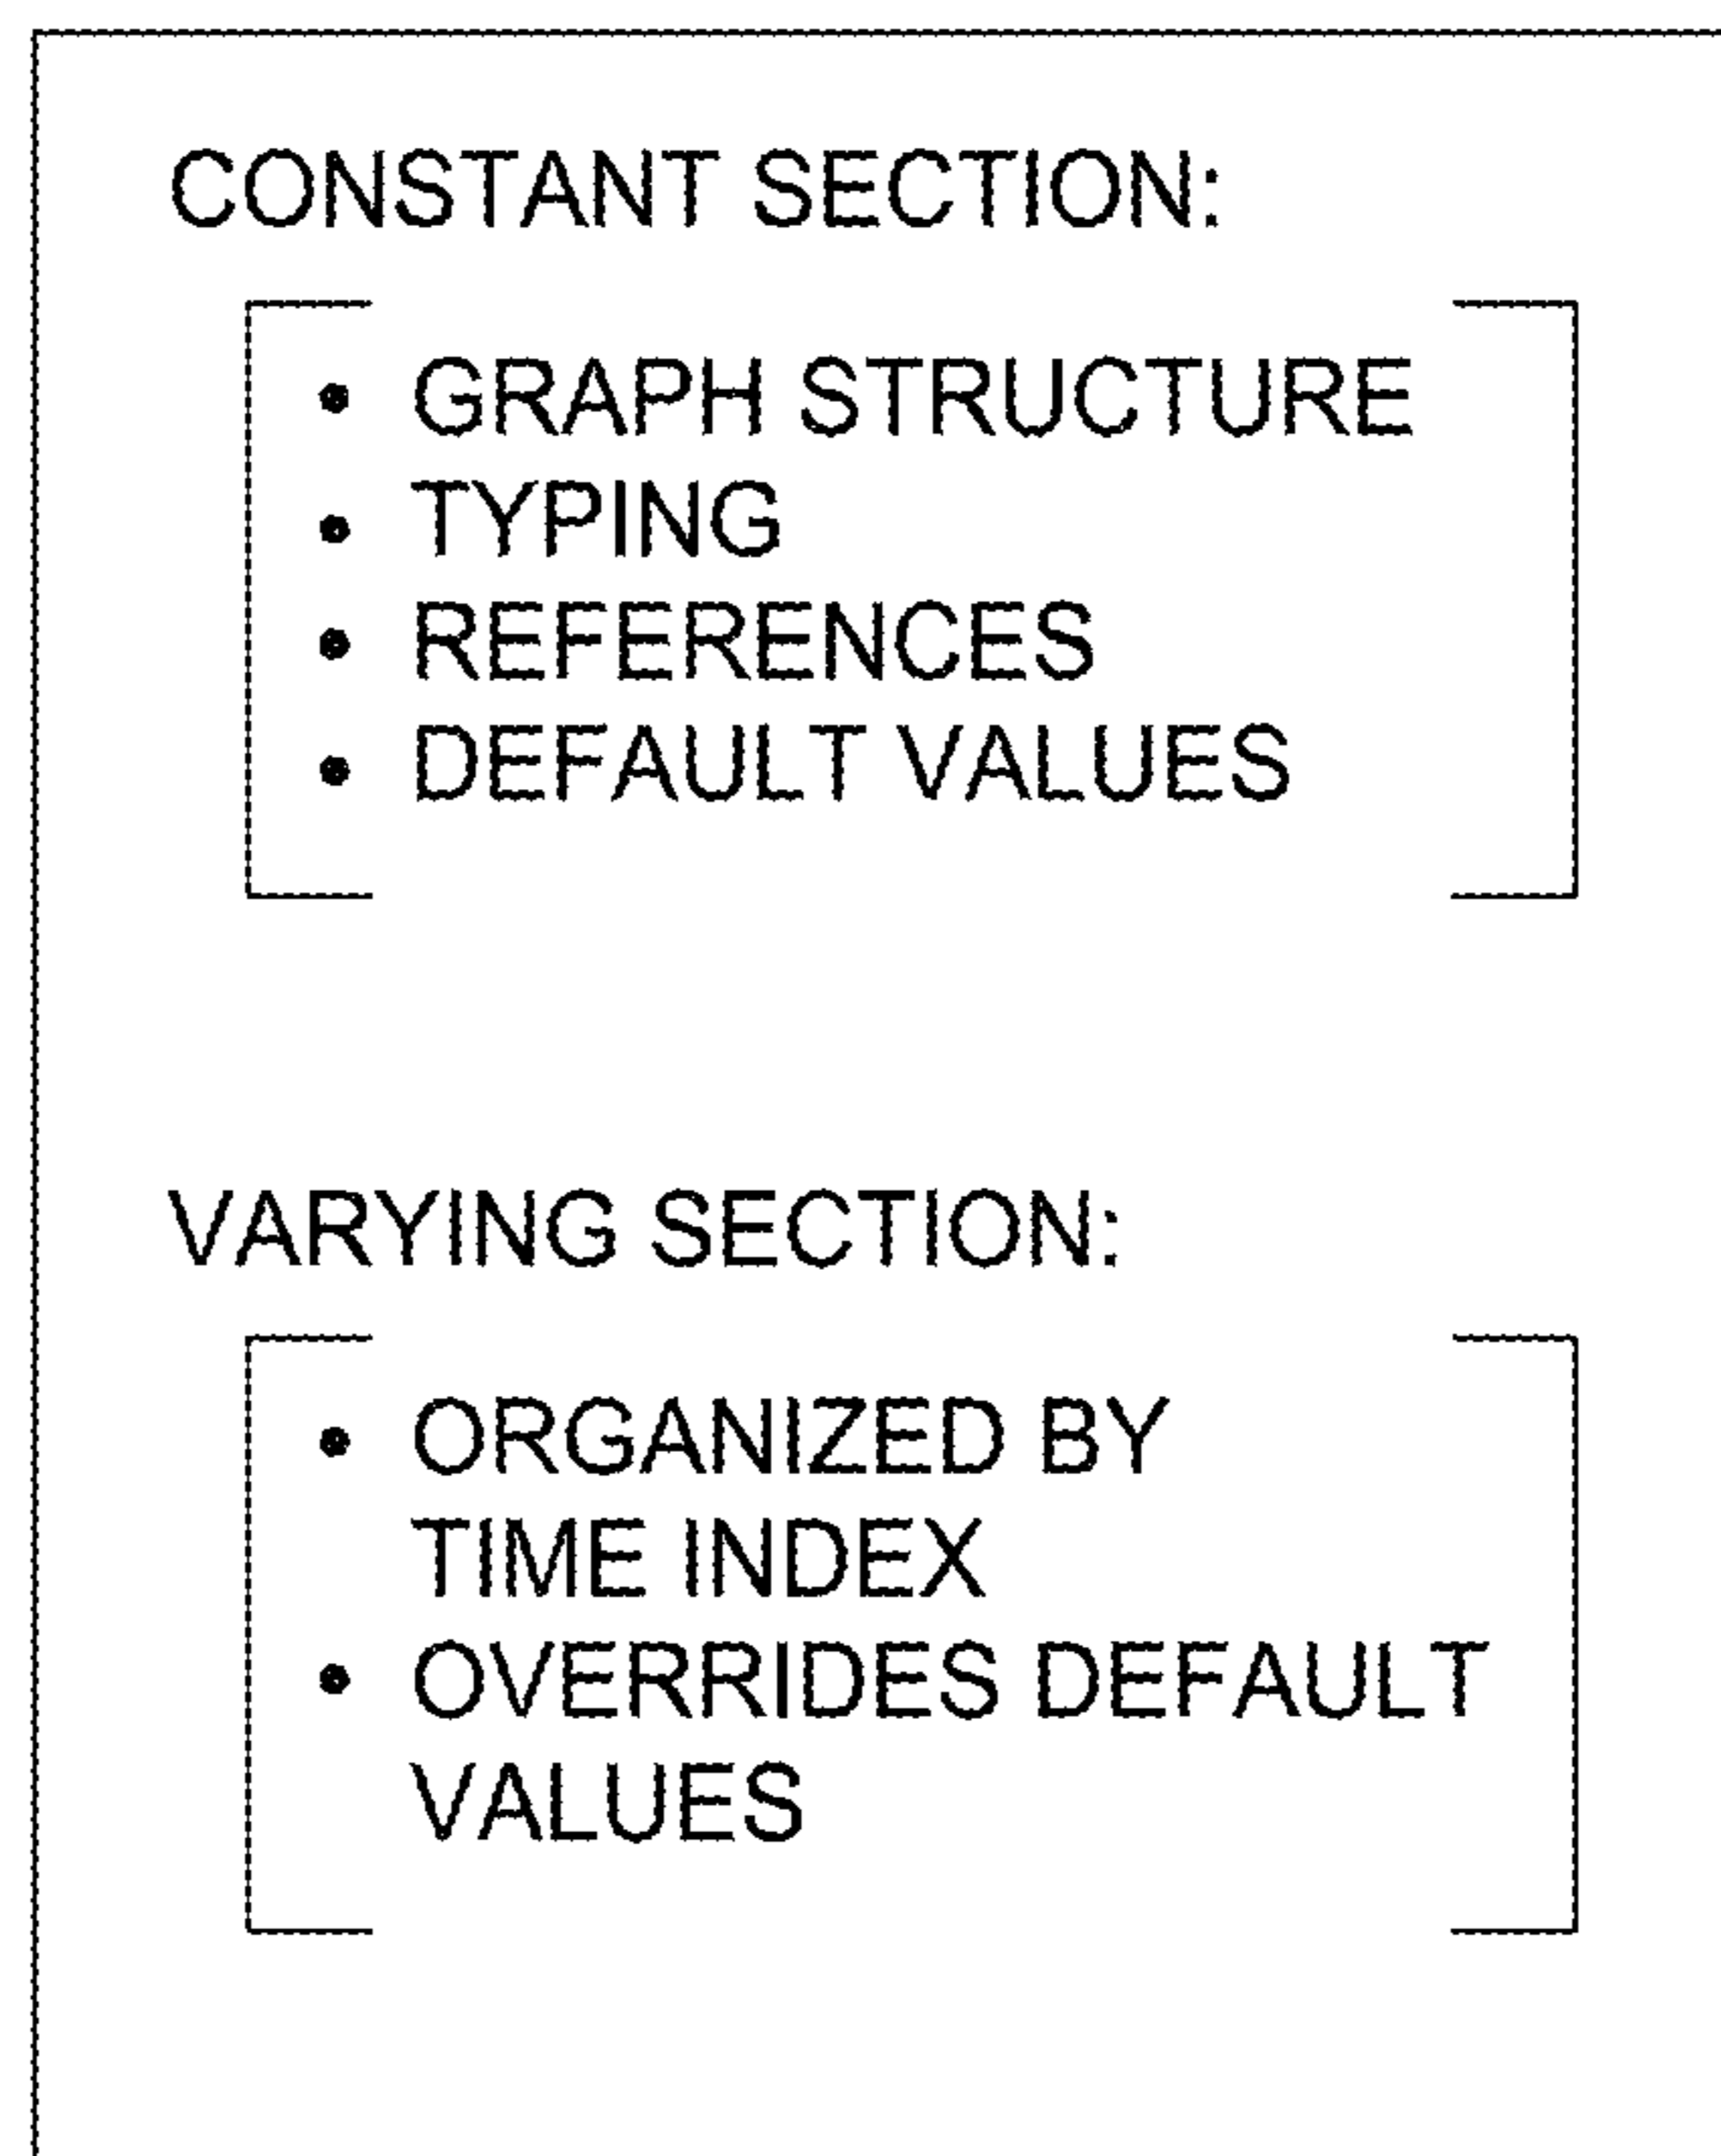 CONSTANT SECTION:
• GRAPH STRUCTURE
• TYPING
• REFERENCES
• DEFAULT VALUES
VARYING SECTION:
• ORGANIZED BY
TIME INDEX
• OVERRIDES DEFAULT
VALUES